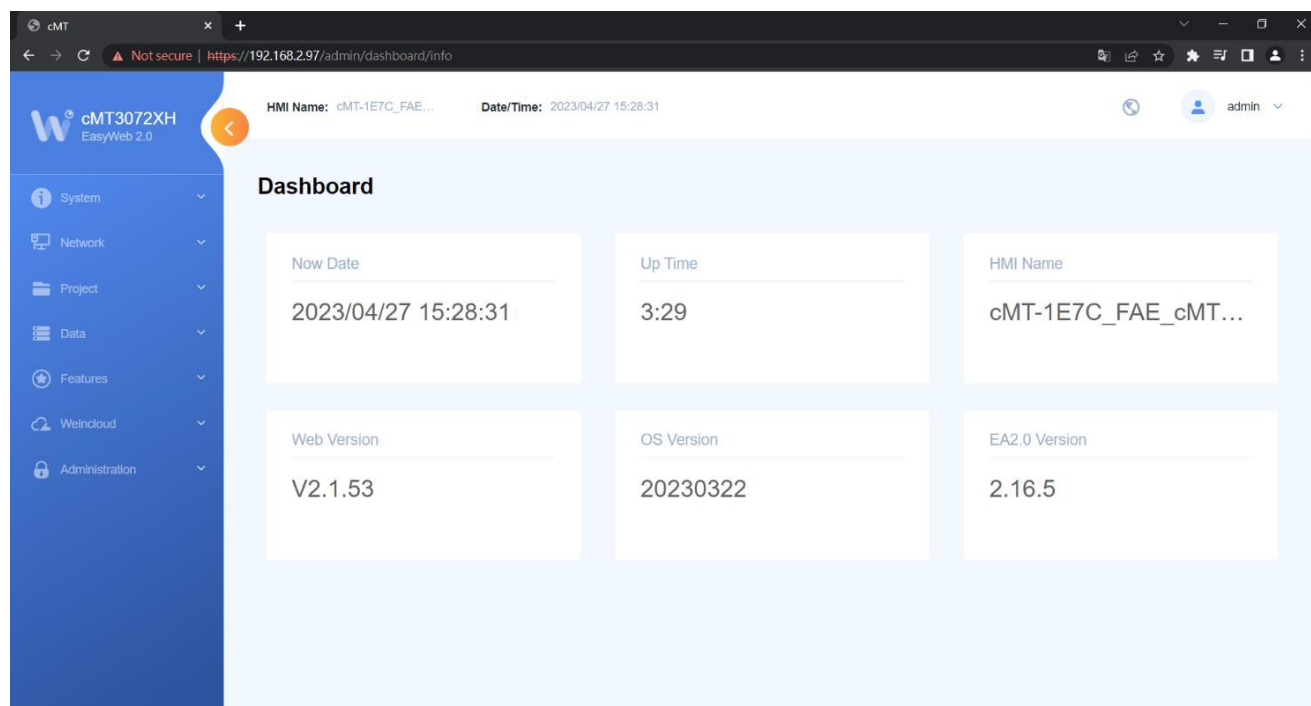 cMT
Not secure | https://192.168.2.97/admin/dashboard/info
cMT3072XH
EasyWeb 2.0
HMI Name: cMT-1E7C_FAE... Date/Time: 2023/04/27 15:28:31
admin
System
Network
Project
Data
Features
Weincloud
Administration
Dashboard
Now Date
2023/04/27 15:28:31
Up Time
3:29
HMI Name
cMT-1E7C_FAE_cMT...
Web Version
V2.1.53
OS Version
20230322
EA2.0 Version
2.16.5